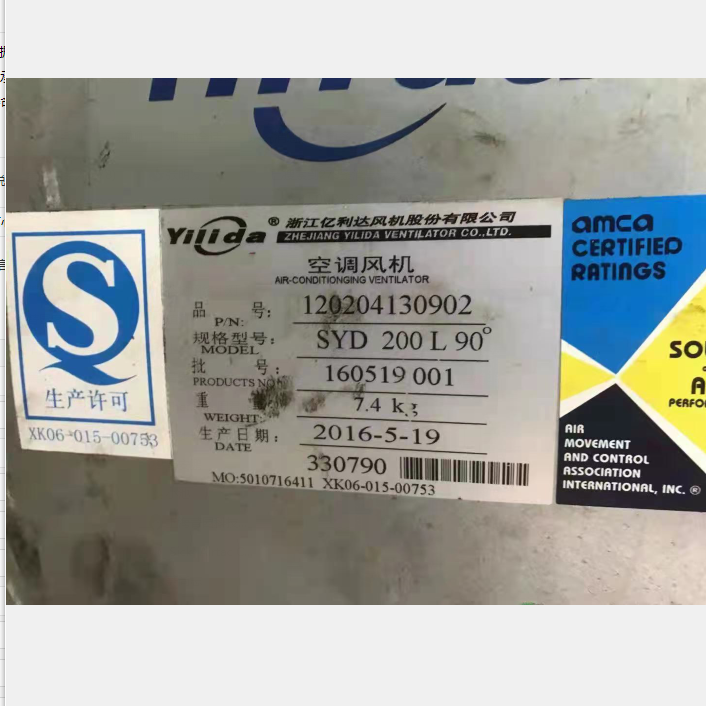 Yilida
® 浙江亿利达风机股份有限公司
ZHEJIANG YILIDA VENTILATOR CO.,LTD.
空调风机
AIR-CONDITIONGING VENTILATOR
品 号: 120204130902
P/N:
规格型号: SYD 200 L 90°
MODEL
批 号: 160519 001
PRODUCTS NO
重 量: 7.4 kg
WEIGHT:
生产日期: 2016-5-19
DATE
330790
MO:5010716411 XK06-015-00753
S
生产许可
XK06-015-00753
amca
CERTIFIED
RATINGS
AIR
MOVEMENT
AND CONTROL
ASSOCIATION
INTERNATIONAL, INC. ®